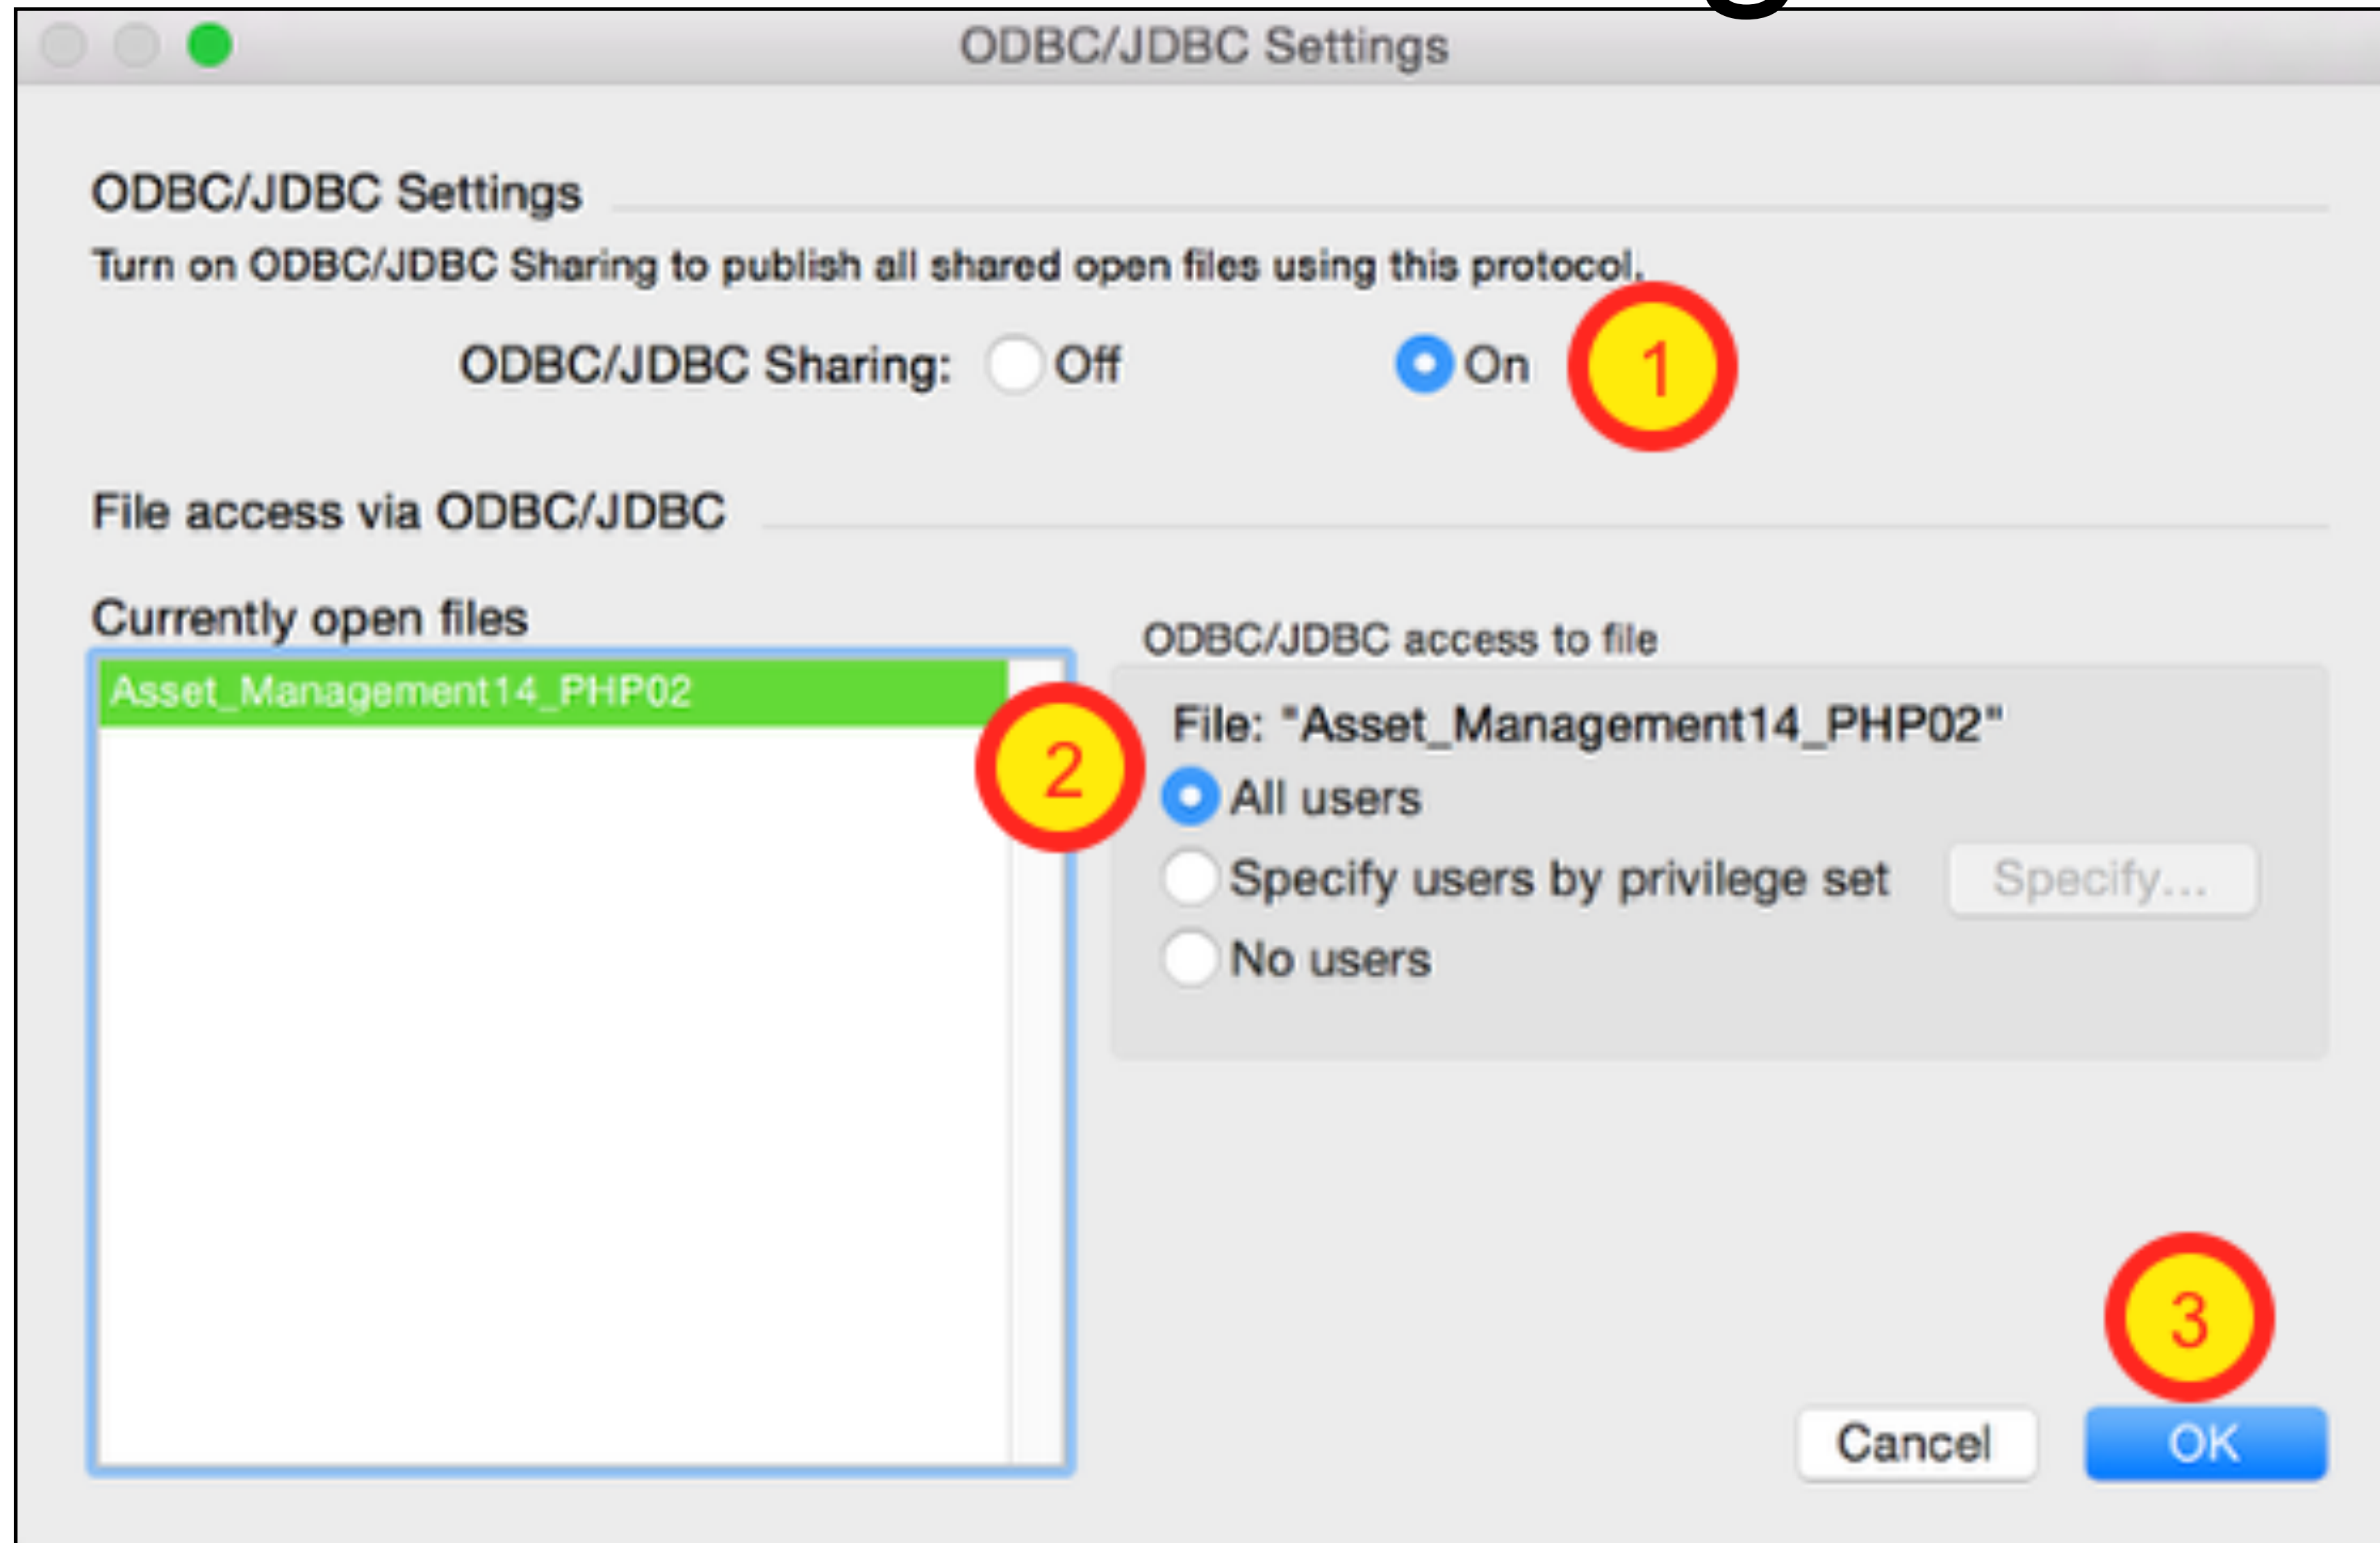 ODBC/JDBC Settings
ODBC/JDBC Settings
Turn on ODBC/JDBC Sharing to publish all shared open files using this protocol.
ODBC/JDBC Sharing: Off On 1
File access via ODBC/JDBC
Currently open files
Asset_Management14_PHP02
2
ODBC/JDBC access to file
File: "Asset_Management14_PHP02"
All users
Specify users by privilege set Specify...
No users
3
Cancel OK